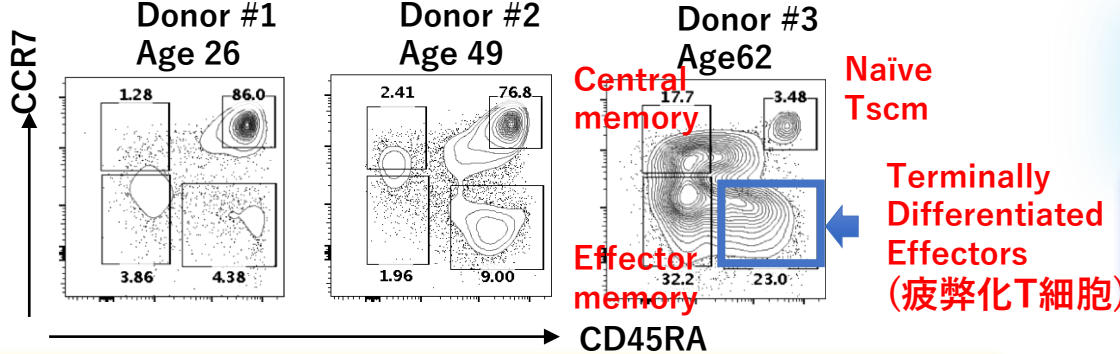 Donor #1
Age 26
Donor #2
Age 49
Donor #3
Age62
CCR7
1.28
86.0
3.86
4.38
2.41
76.8
1.96
9.00
Central
memory
17.7
3.48
Naïve
Tscm
Effector
memory
32.2
23.0
Terminally
Differentiated
Effectors
(疲弊化T細胞)
CD45RA